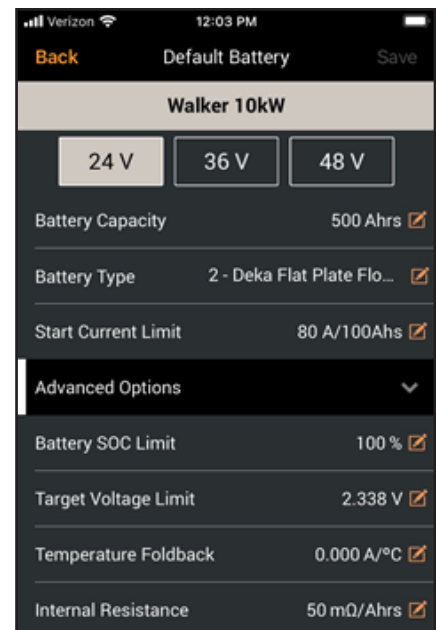 Verizon 12:03 PM
Back Default Battery Save
Walker 10kW
24 V 36 V 48 V
Battery Capacity 500 Ahrs
Battery Type 2 - Deka Flat Plate Flo...
Start Current Limit 80 A/100Ahs
Advanced Options
Battery SOC Limit 100 %
Target Voltage Limit 2.338 V
Temperature Foldback 0.000 A/ºC
Internal Resistance 50 mΩ/Ahrs